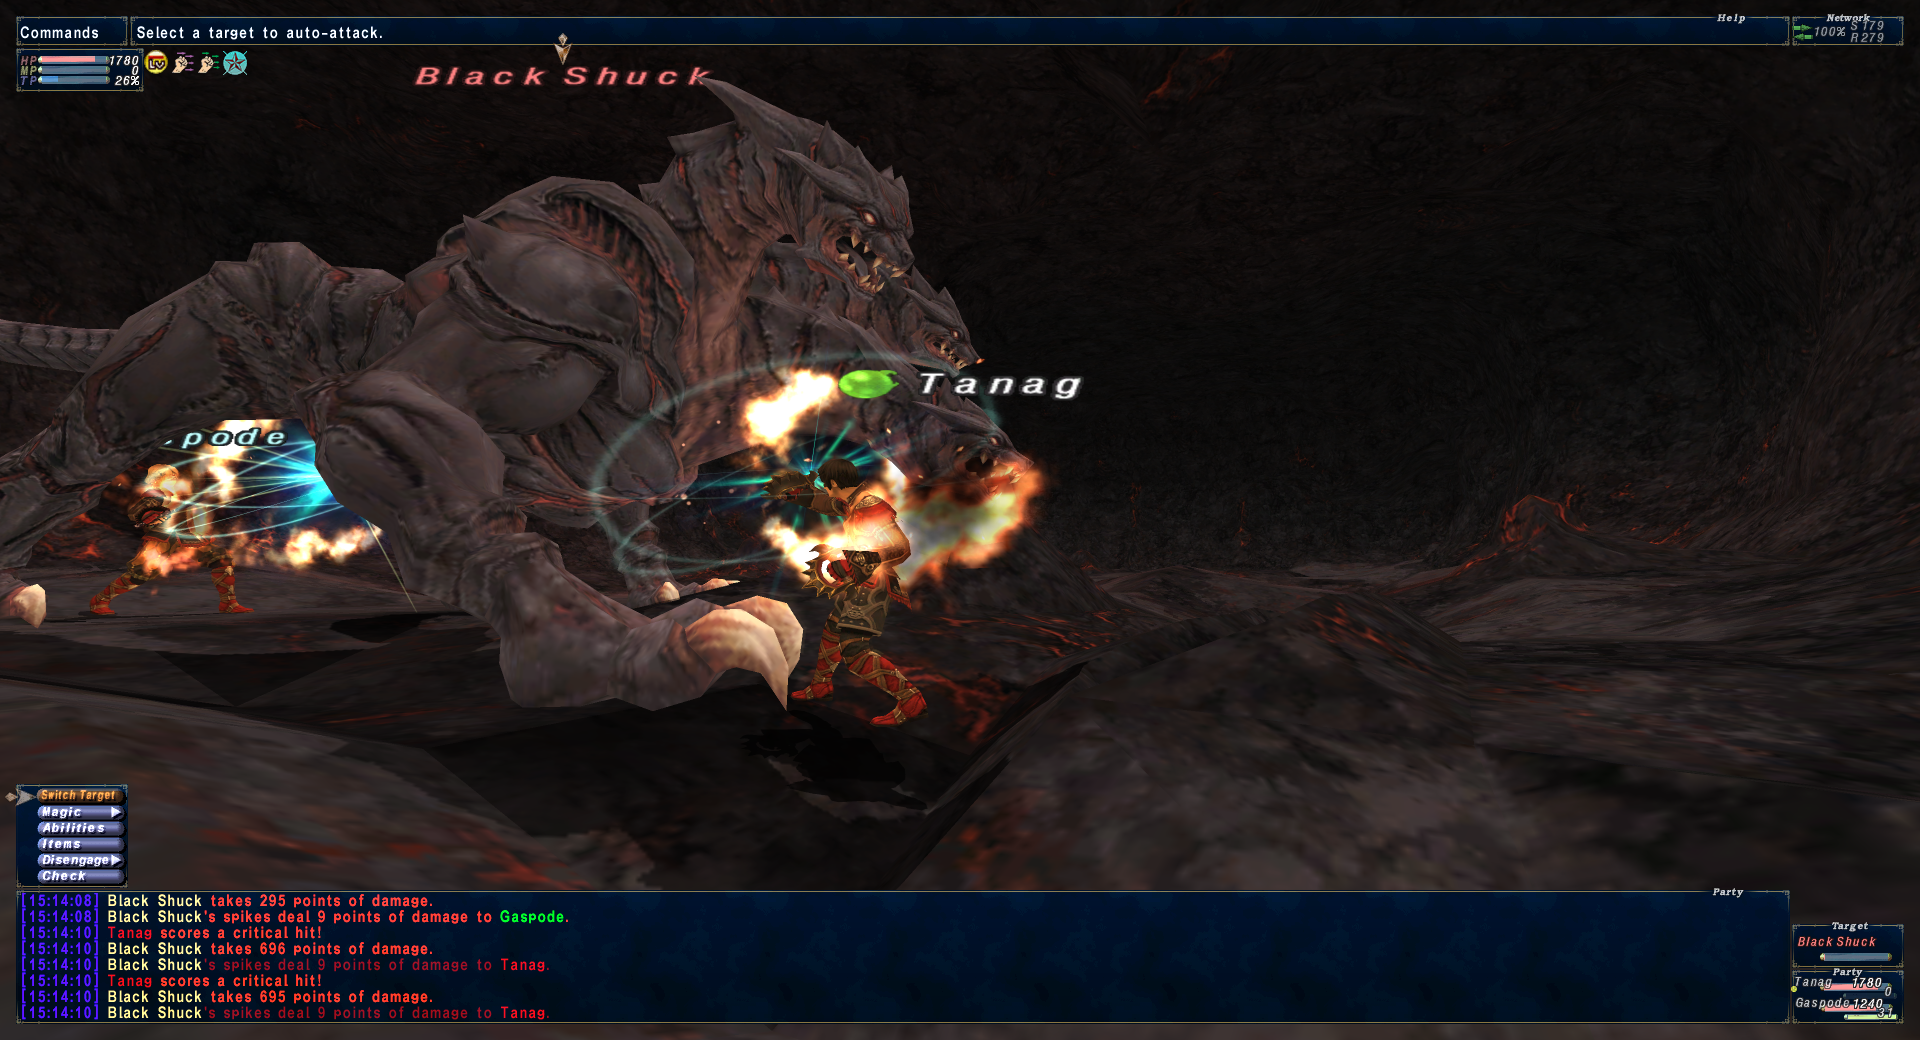 Commands
Select a target to auto-attack.
Help
Network
100%
S 179
R 279
HP 1780
MP 0
TP 26%
Black Shuck
Tanag
pode
Switch Target
Magic
Abilities
Items
Disengage
Check
Party
[15:14:08] Black Shuck takes 295 points of damage.
[15:14:08] Black Shuck's spikes deal 9 points of damage to Gaspode.
[15:14:10] Tanag scores a critical hit!
[15:14:10] Black Shuck takes 696 points of damage.
[15:14:10] Black Shuck's spikes deal 9 points of damage to Tanag.
[15:14:10] Tanag scores a critical hit!
[15:14:10] Black Shuck takes 695 points of damage.
[15:14:10] Black Shuck's spikes deal 9 points of damage to Tanag.
Target
Black Shuck
Party
Tanag 1780
0
Gaspode 1240
31